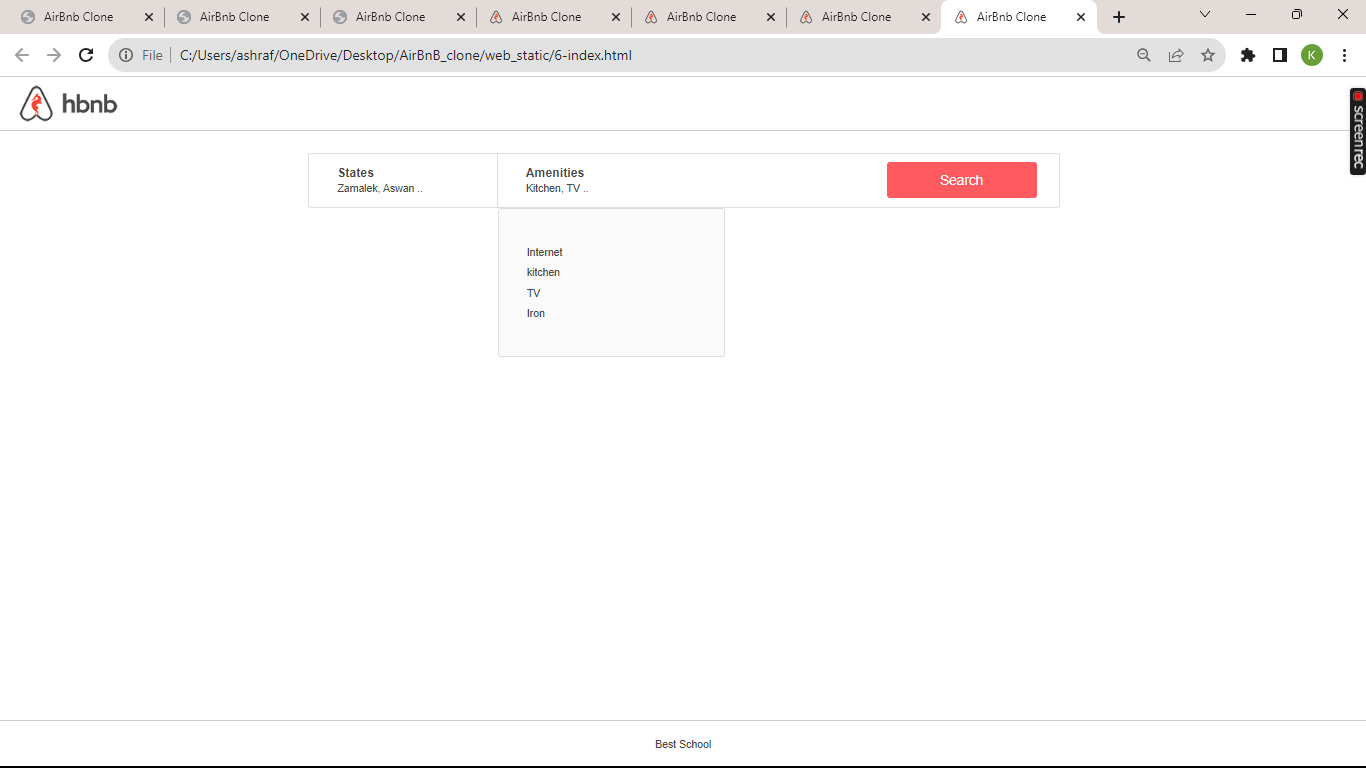 AirBnb Clone AirBnb Clone AirBnb Clone AirBnb Clone AirBnb Clone AirBnb Clone AirBnb Clone
File C:/Users/ashraf/OneDrive/Desktop/AirBnB_clone/web_static/6-index.html K
hbnb
screenrec
States Amenities Search
Zamalek, Aswan .. Kitchen, TV ..
Internet
kitchen
TV
Iron
Best School